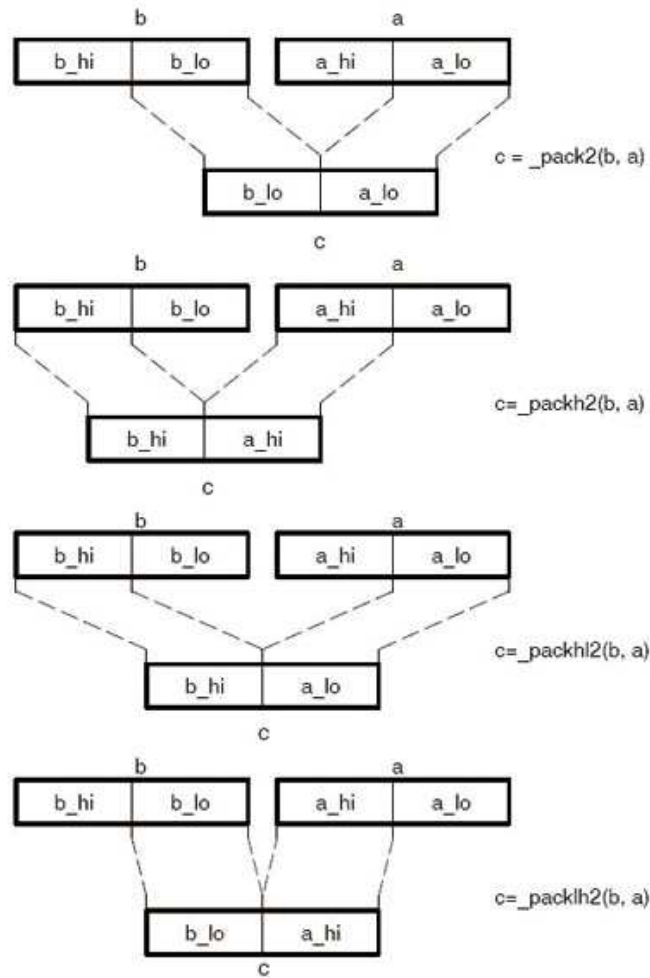 b a
b_hi b_lo a_hi a_lo
c = _pack2(b, a)
b_lo a_lo
c
b a
b_hi b_lo a_hi a_lo
c=_packh2(b, a)
b_hi a_hi
c
b a
b_hi b_lo a_hi a_lo
c=_packhl2(b, a)
b_hi a_lo
c
b a
b_hi b_lo a_hi a_lo
c=_packlh2(b, a)
b_lo a_hi
c